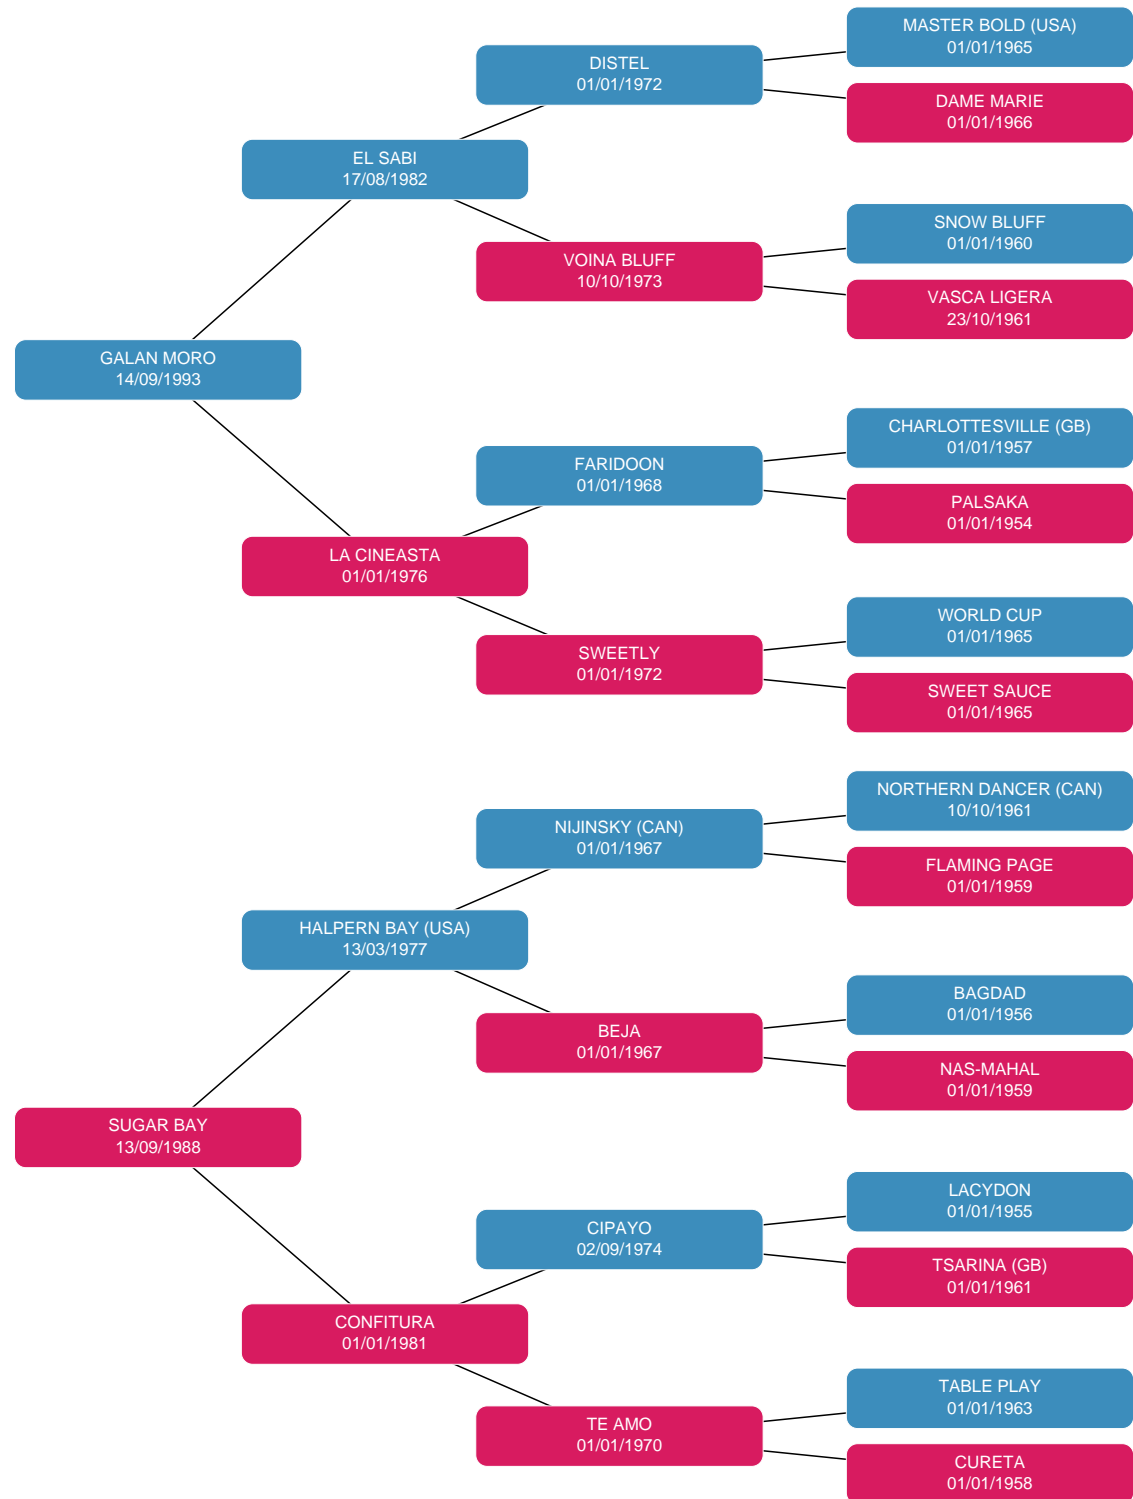 MASTER BOLD (USA)
01/01/1965
DISTEL
01/01/1972
DAME MARIE
01/01/1966
EL SABI
17/08/1982
SNOW BLUFF
01/01/1960
VOINA BLUFF
10/10/1973
VASCA LIGERA
23/10/1961
GALAN MORO
14/09/1993
CHARLOTTESVILLE (GB)
01/01/1957
FARIDOON
01/01/1968
PALSAKA
01/01/1954
LA CINEASTA
01/01/1976
WORLD CUP
01/01/1965
SWEETLY
01/01/1972
SWEET SAUCE
01/01/1965
NORTHERN DANCER (CAN)
10/10/1961
NIJINSKY (CAN)
01/01/1967
FLAMING PAGE
01/01/1959
HALPERN BAY (USA)
13/03/1977
BAGDAD
01/01/1956
BEJA
01/01/1967
NAS-MAHAL
01/01/1959
SUGAR BAY
13/09/1988
LACYDON
01/01/1955
CIPAYO
02/09/1974
TSARINA (GB)
01/01/1961
CONFITURA
01/01/1981
TABLE PLAY
01/01/1963
TE AMO
01/01/1970
CURETA
01/01/1958